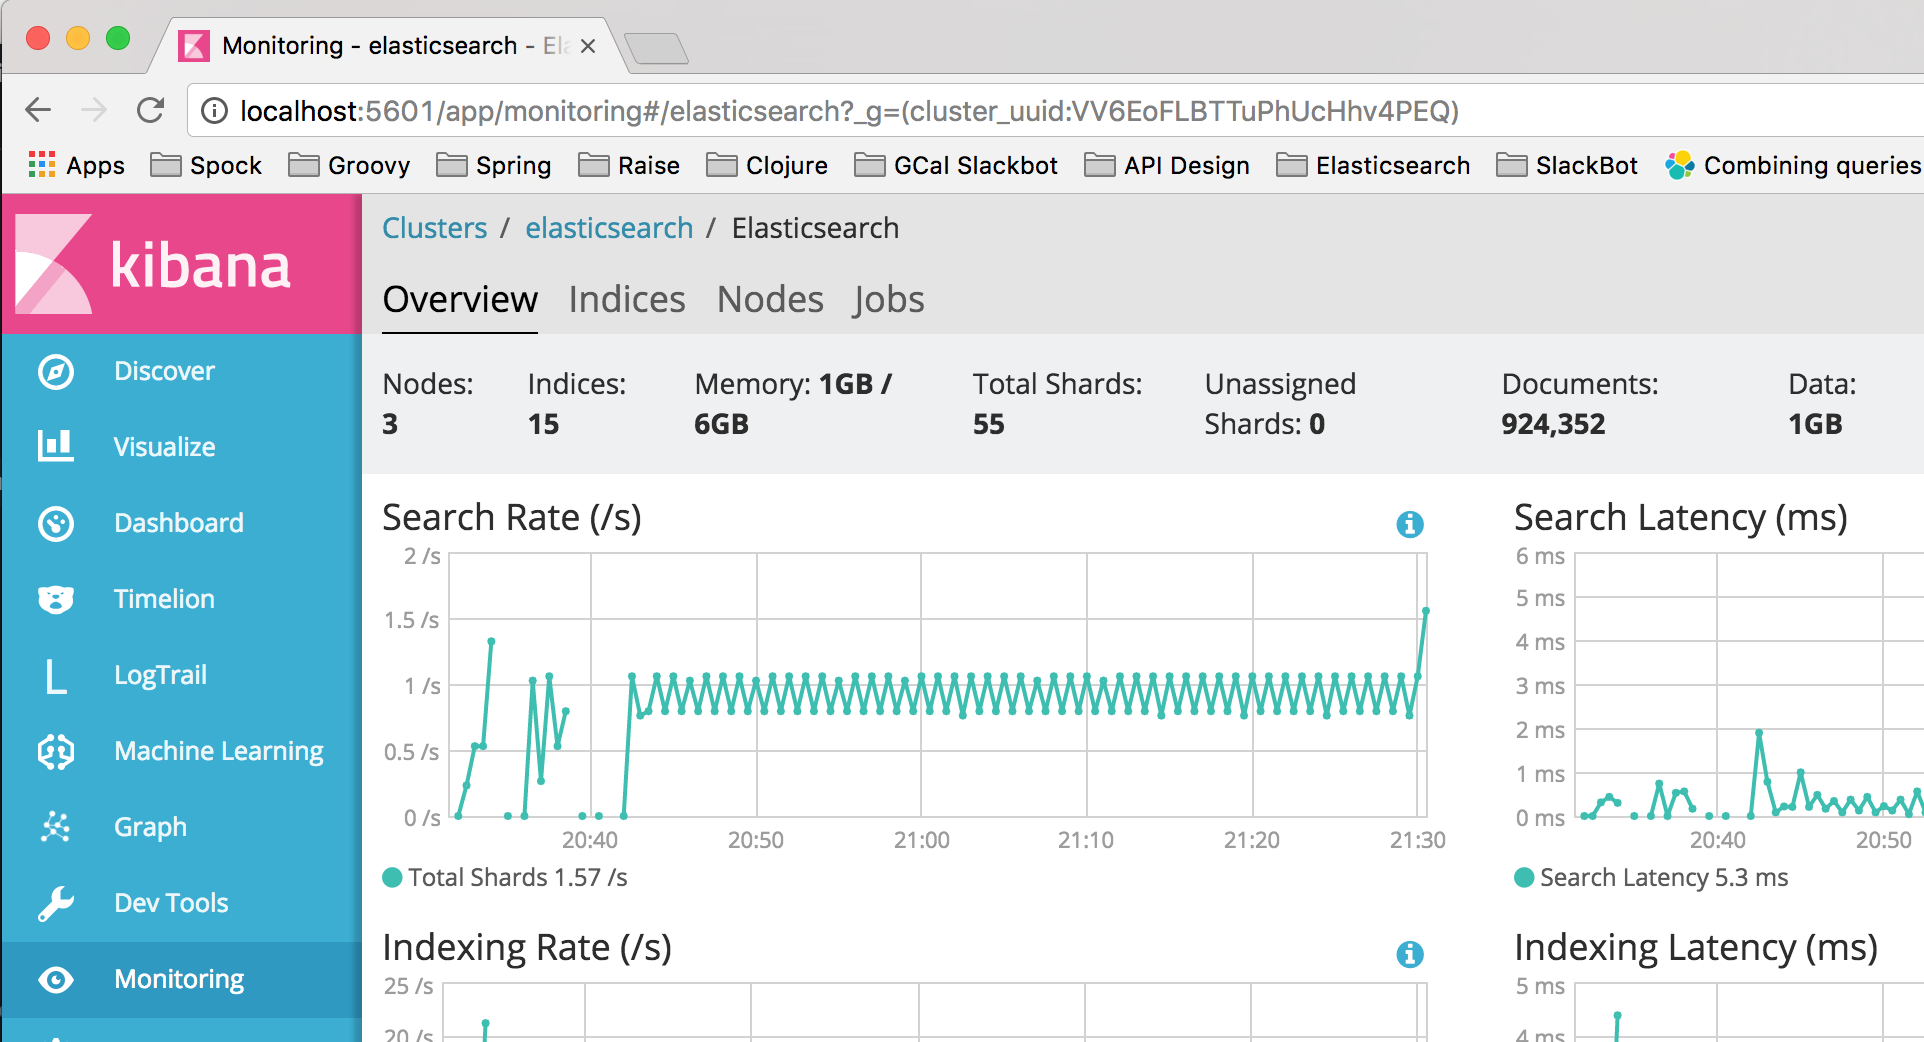 Monitoring - elasticsearch - Ela
localhost:5601/app/monitoring#/elasticsearch?_g=(cluster_uuid:VV6EoFLBTTuPhUcHhv4PEQ)
Apps Spock Groovy Spring Raise Clojure GCal Slackbot API Design Elasticsearch SlackBot Combining queries
kibana
Discover
Visualize
Dashboard
Timelion
L LogTrail
Machine Learning
Graph
Dev Tools
Monitoring
Clusters / elasticsearch / Elasticsearch
Overview Indices Nodes Jobs
Nodes: Indices: Memory: 1GB / Total Shards: Unassigned Documents: Data:
3 15 6GB 55 Shards: 0 924,352 1GB
Search Rate (/s)
2 /s
1.5 /s
1 /s
0.5 /s
0 /s
20:40 20:50 21:00 21:10 21:20 21:30
Total Shards 1.57 /s
Search Latency (ms)
6 ms
5 ms
4 ms
3 ms
2 ms
1 ms
0 ms
20:40 20:50
Search Latency 5.3 ms
Indexing Rate (/s)
25 /s
20 /s
Indexing Latency (ms)
5 ms
4 ms